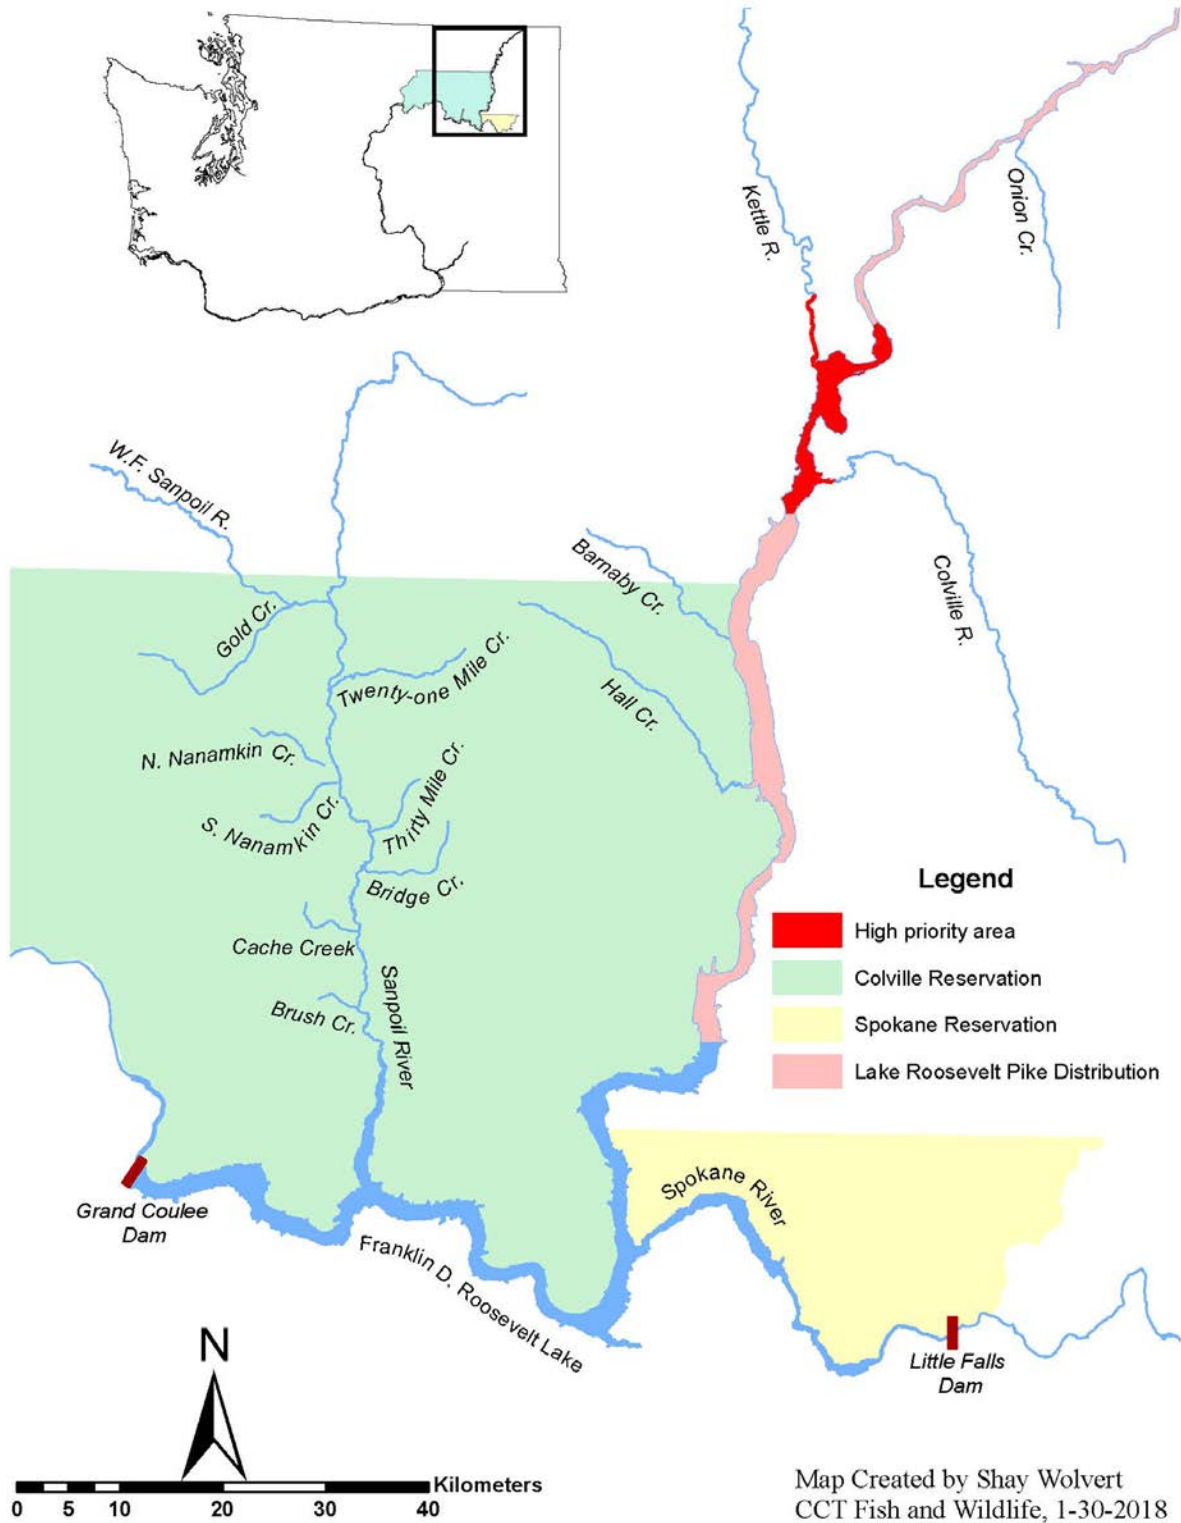 Kettle R.
Onion Cr.
W.F. Sanpoil R.
Barnaby Cr.
Colville R.
Gold Cr.
Twenty-one Mile Cr.
Hall Cr.
N. Nanamkin Cr.
S. Nanamkin Cr.
Thirty Mile Cr.
Bridge Cr.
Cache Creek
Sanpoil River
Brush Cr.
Legend
High priority area
Colville Reservation
Spokane Reservation
Lake Roosevelt Pike Distribution
Grand Coulee
Dam
Spokane River
Franklin D. Roosevelt Lake
Little Falls
Dam
N
Kilometers
0 5 10 20 30 40
Map Created by Shay Wolvert
CCT Fish and Wildlife, 1-30-2018